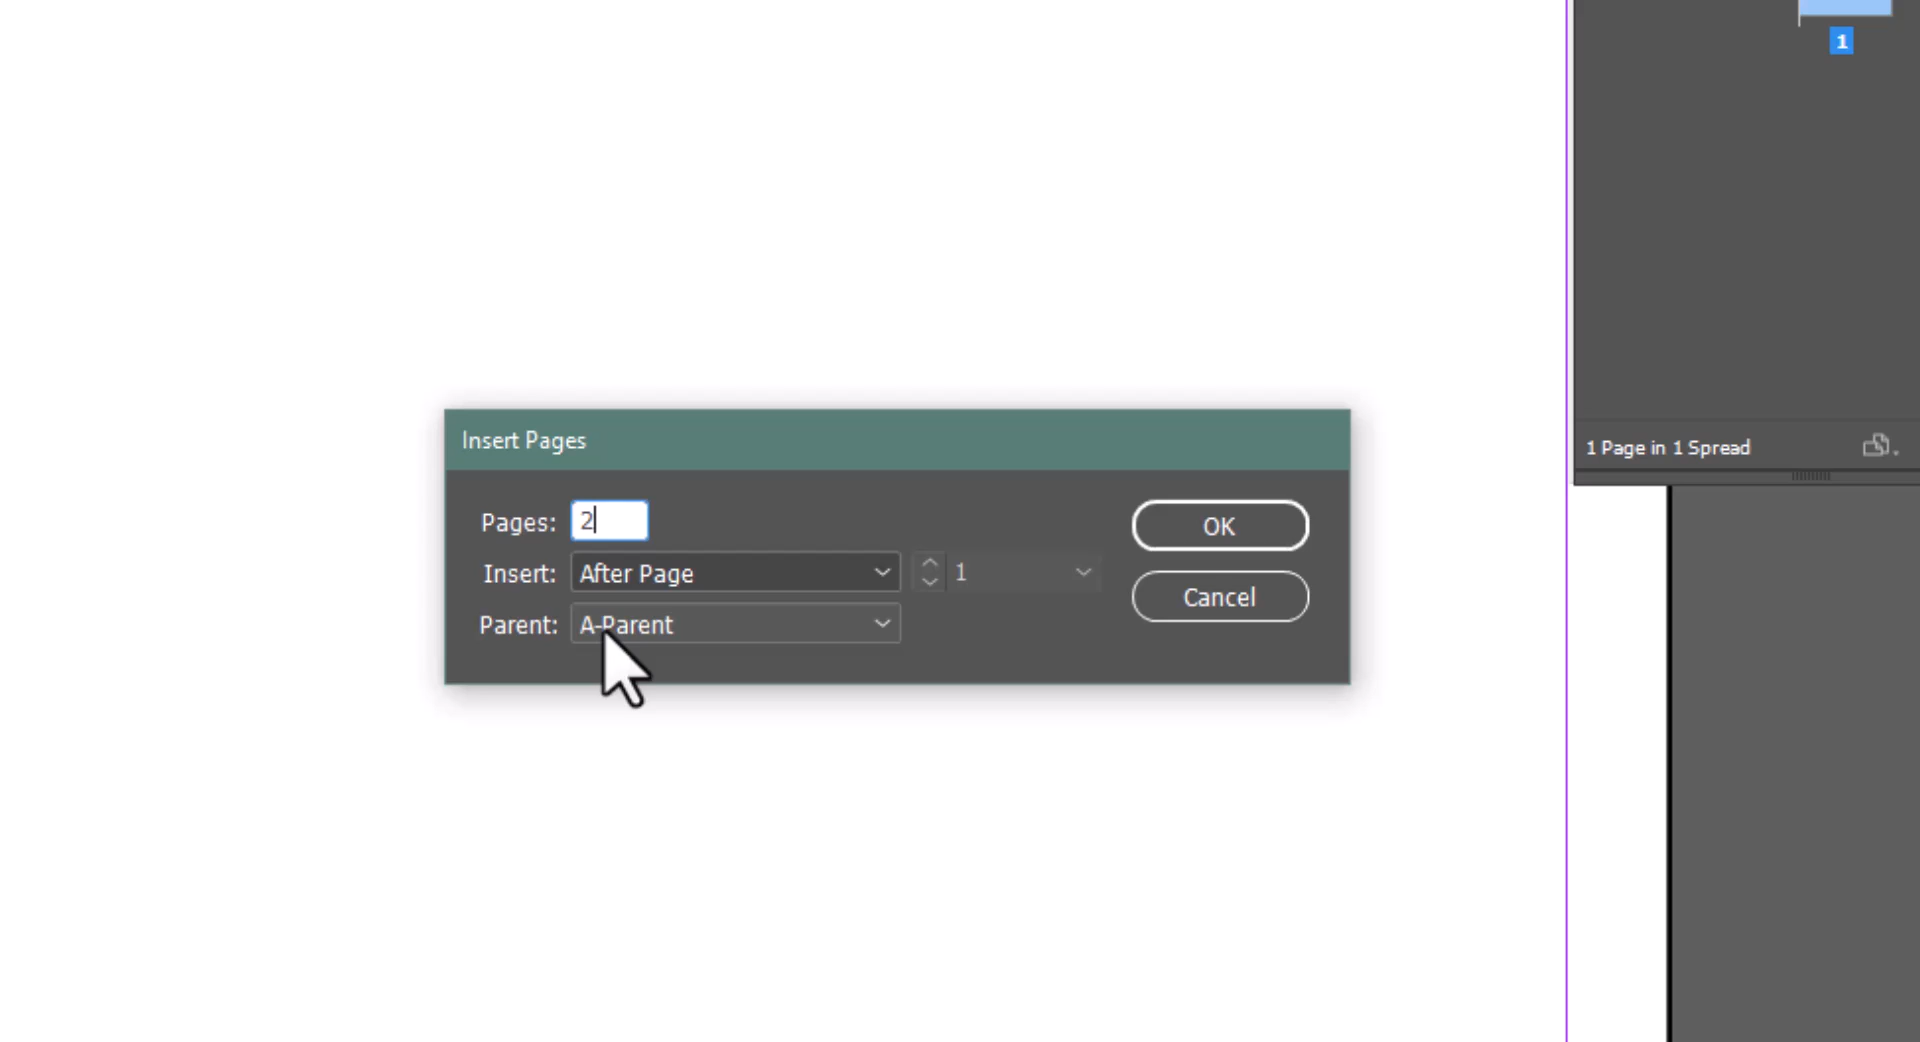 1
Insert Pages
Pages: 2
Insert: After Page 1
Parent: A-Parent
OK
Cancel
1 Page in 1 Spread